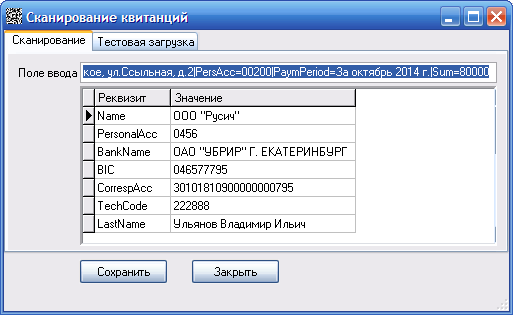 Сканирование квитанций
Сканирование Тестовая загрузка
Поле ввода кое, ул.Ссыльная, д.2|PersAcc=00200|PaymPeriod=За октябрь 2014 г.|Sum=80000
Реквизит Значение
Name ООО "Русич"
PersonalAcc 0456
BankName ОАО "УБРИР" Г. ЕКАТЕРИНБУРГ
BIC 046577795
CorrespAcc 30101810900000000795
TechCode 222888
LastName Ульянов Владимир Ильич
Сохранить Закрыть